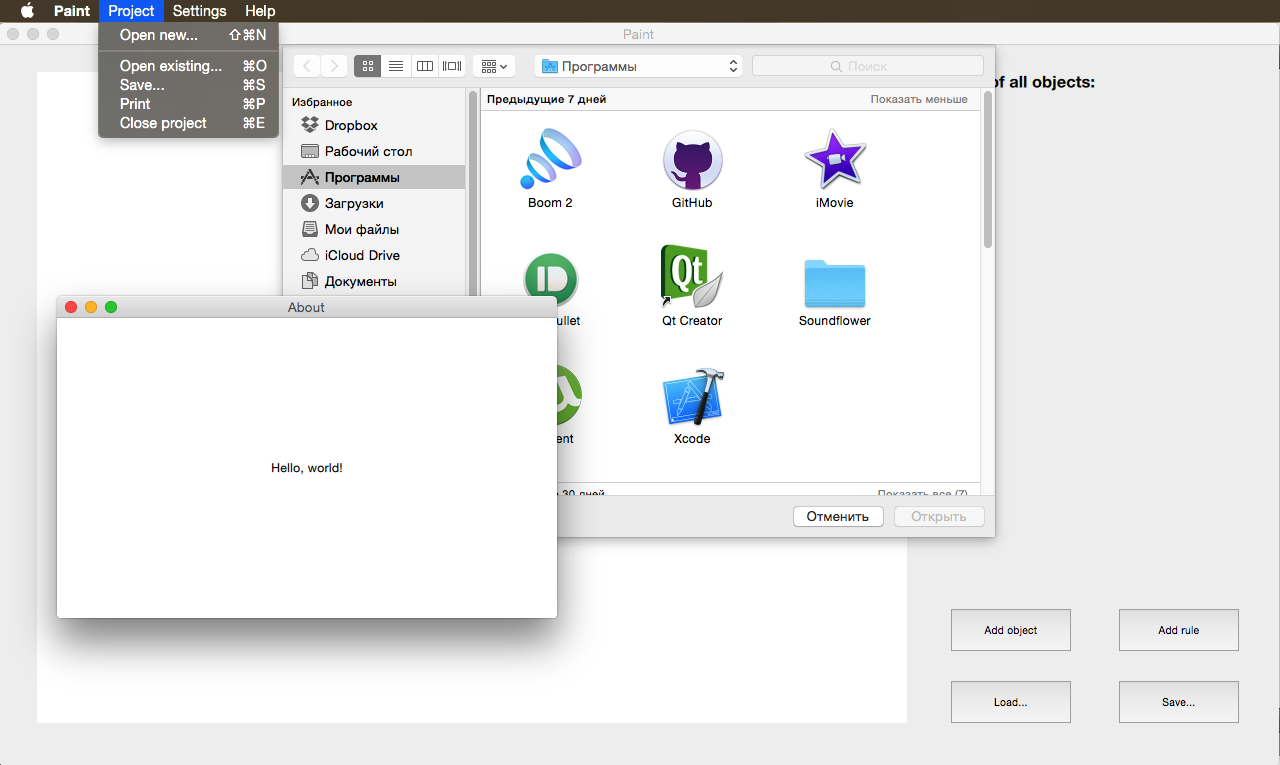 Paint Project Settings Help
Paint
Open new... ⇧⌘N
Open existing... ⌘O
Save... ⌘S
Print ⌘P
Close project ⌘E
Программы
Поиск
of all objects:
Избранное
Dropbox
Рабочий стол
Программы
Загрузки
Мои файлы
iCloud Drive
Документы
Предыдущие 7 дней Показать меньше
Boom 2 GitHub iMovie
Qt Creator Soundflower
Xcode
30 дней Показать все (7)
Отменить Открыть
About
Hello, world!
Add object Add rule
Load... Save...